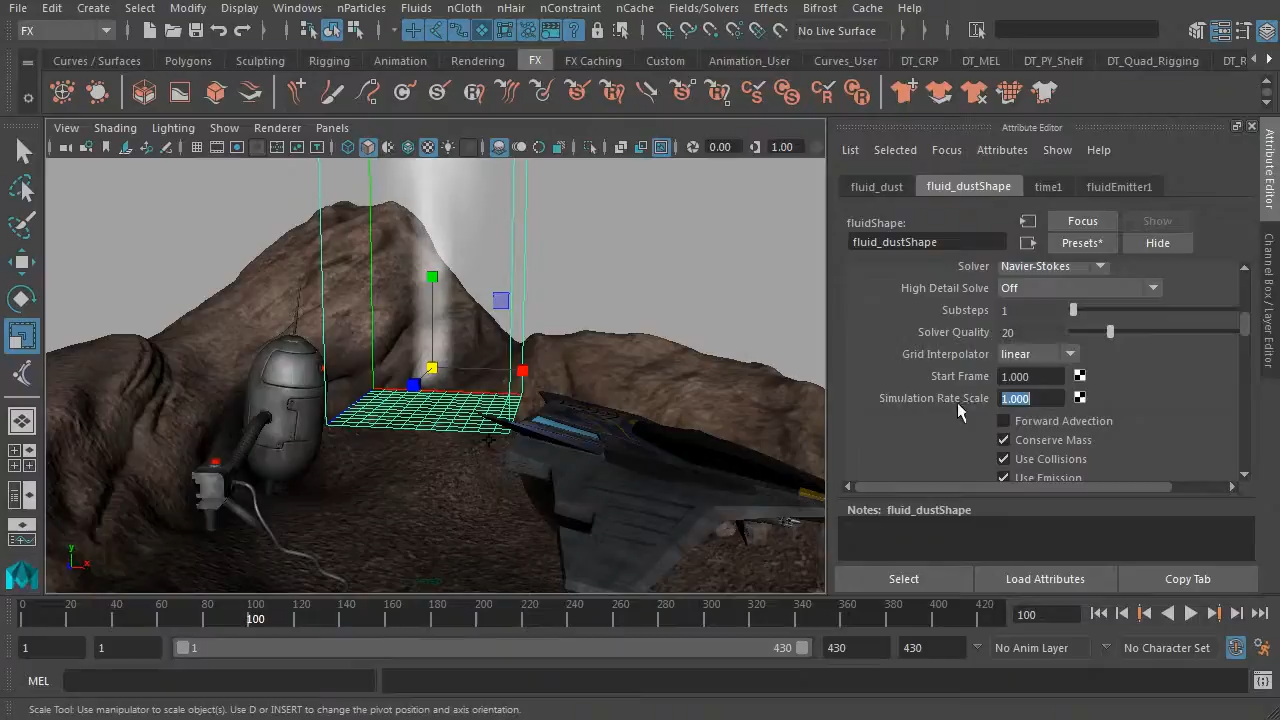 File Edit Create Select Modify Display Windows nParticles Fluids nCloth nHair nConstraint nCache Fields/Solvers Effects Bifrost Cache Help
FX No Live Surface
Curves / Surfaces Polygons Sculpting Rigging Animation Rendering FX FX Caching Custom Animation_User Curves_User DT_CRP DT_MEL DT_PY_Shelf DT_Quad_Rigging DT_R
View Shading Lighting Show Renderer Panels
0.00 1.00
Attribute Editor
List Selected Focus Attributes Show Help
fluid_dust fluid_dustShape time1 fluidEmitter1
fluidShape: Focus Show
fluid_dustShape Presets* Hide
Solver Navier-Stokes
High Detail Solve Off
Substeps 1
Solver Quality 20
Grid Interpolator linear
Start Frame 1.000
Simulation Rate Scale 1.000
Forward Advection
Conserve Mass
Use Collisions
Use Emission
Notes: fluid_dustShape
Select Load Attributes Copy Tab
Attribute Editor
Channel Box / Layer Editor
y
x
persp
0 20 40 60 80 100 120 140 160 180 200 220 240 260 280 300 320 340 360 380 400 420
100
100
1 1 1 430 430 430 No Anim Layer No Character Set
MEL
Scale Tool: Use manipulator to scale object(s). Use D or INSERT to change the pivot position and axis orientation.